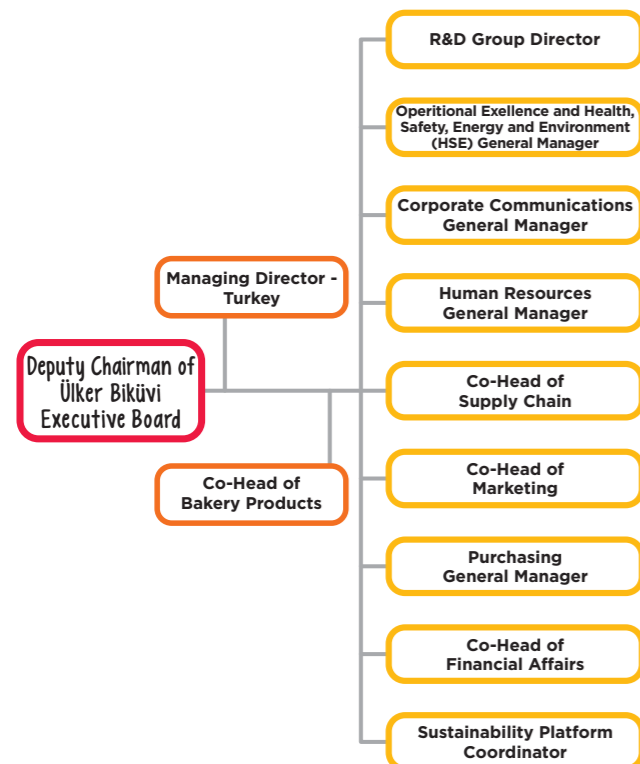 R&D Group Director
Operitional Exellence and Health,
Safety, Energy and Environment
(HSE) General Manager
Corporate Communications
General Manager
Managing Director -
Turkey
Human Resources
General Manager
Deputy Chairman of
Ülker Biküvi
Executive Board
Co-Head of
Supply Chain
Co-Head of
Bakery Products
Co-Head of
Marketing
Purchasing
General Manager
Co-Head of
Financial Affairs
Sustainability Platform
Coordinator